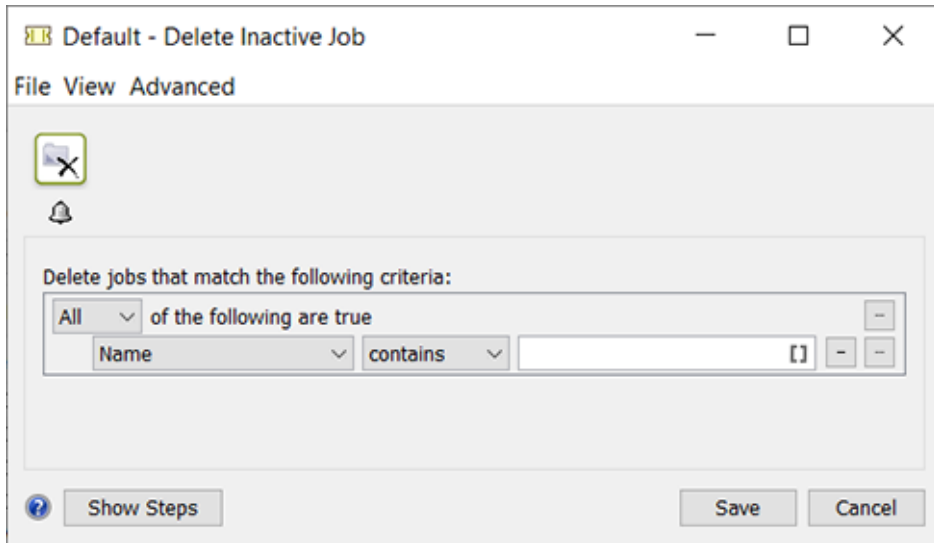 Default - Delete Inactive Job
File View Advanced
Delete jobs that match the following criteria:
All of the following are true
Name contains [] - ...
Show Steps Save Cancel